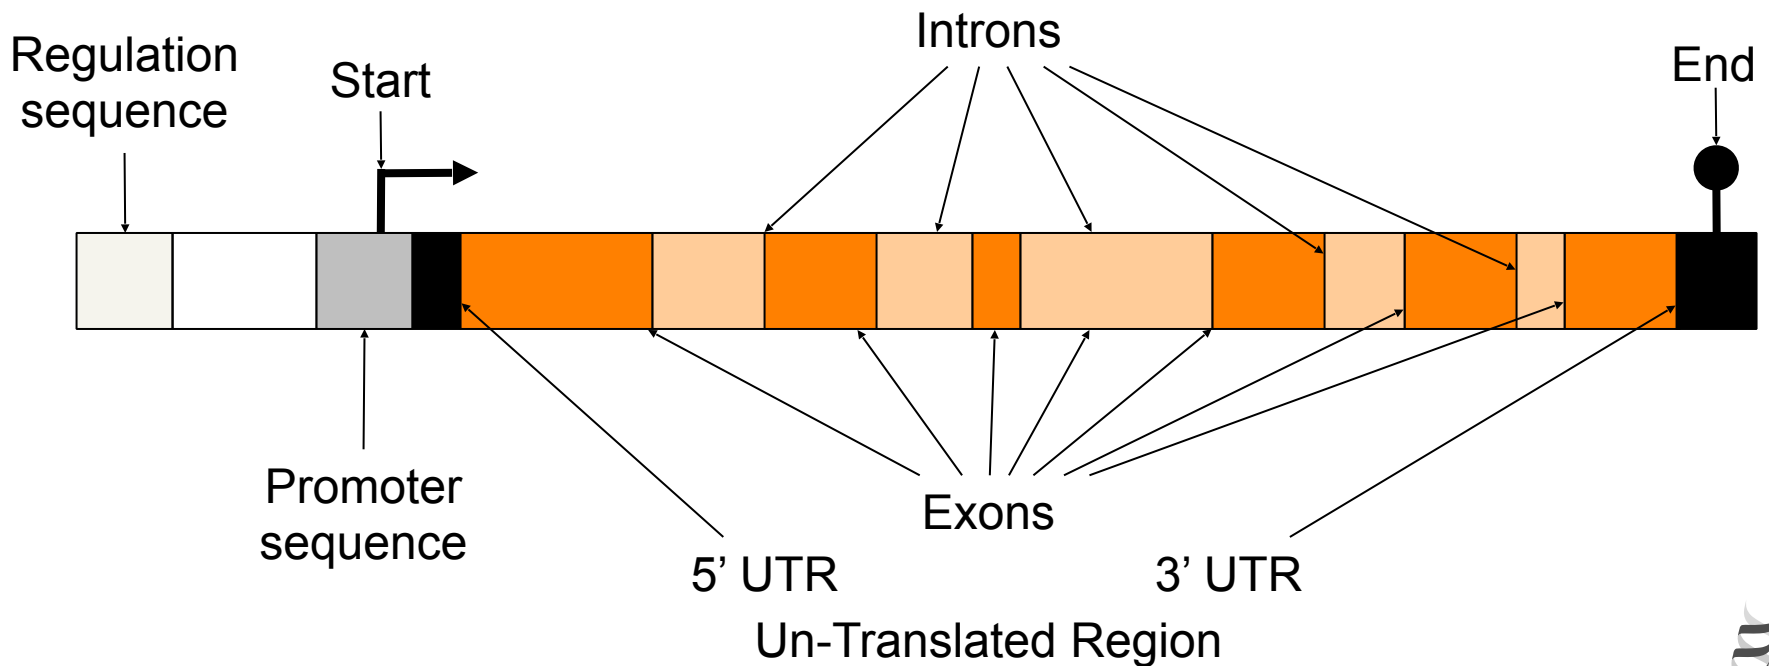 Introns
Regulation
sequence
Start
End
Promoter
sequence
Exons
5’ UTR
3’ UTR
Un-Translated Region